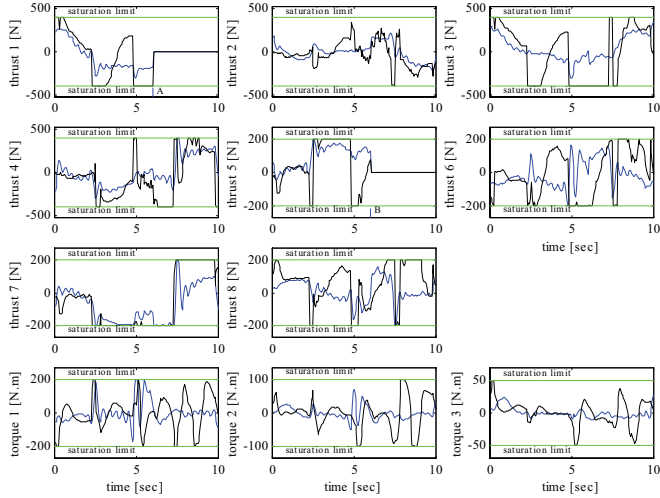 500 saturation limit 500 saturation limit 500 saturation limit
thrust 1 [N] 0 thrust 2 [N] 0 thrust 3 [N] 0
-500 saturation limit A -500 saturation limit -500 saturation limit
0 5 10 0 5 10 0 5 10
500 saturation limit 200 saturation limit 200 saturation limit
thrust 4 [N] 0 thrust 5 [N] 0 thrust 6 [N] 0
-500 saturation limit -200 saturation limit B -200 saturation limit
0 5 10 0 5 10 0 5 10
time [sec]
200 saturation limit 200 saturation limit
thrust 7 [N] 0 thrust 8 [N] 0
-200 saturation limit -200 saturation limit
0 5 10 0 5 10
200 saturation limit 100 saturation limit 50 saturation limit
torque 1 [N.m] 0 torque 2 [N.m] 0 torque 3 [N.m] 0
-200 saturation limit -100 saturation limit -50 saturation limit
0 5 10 0 5 10 0 5 10
time [sec] time [sec] time [sec]